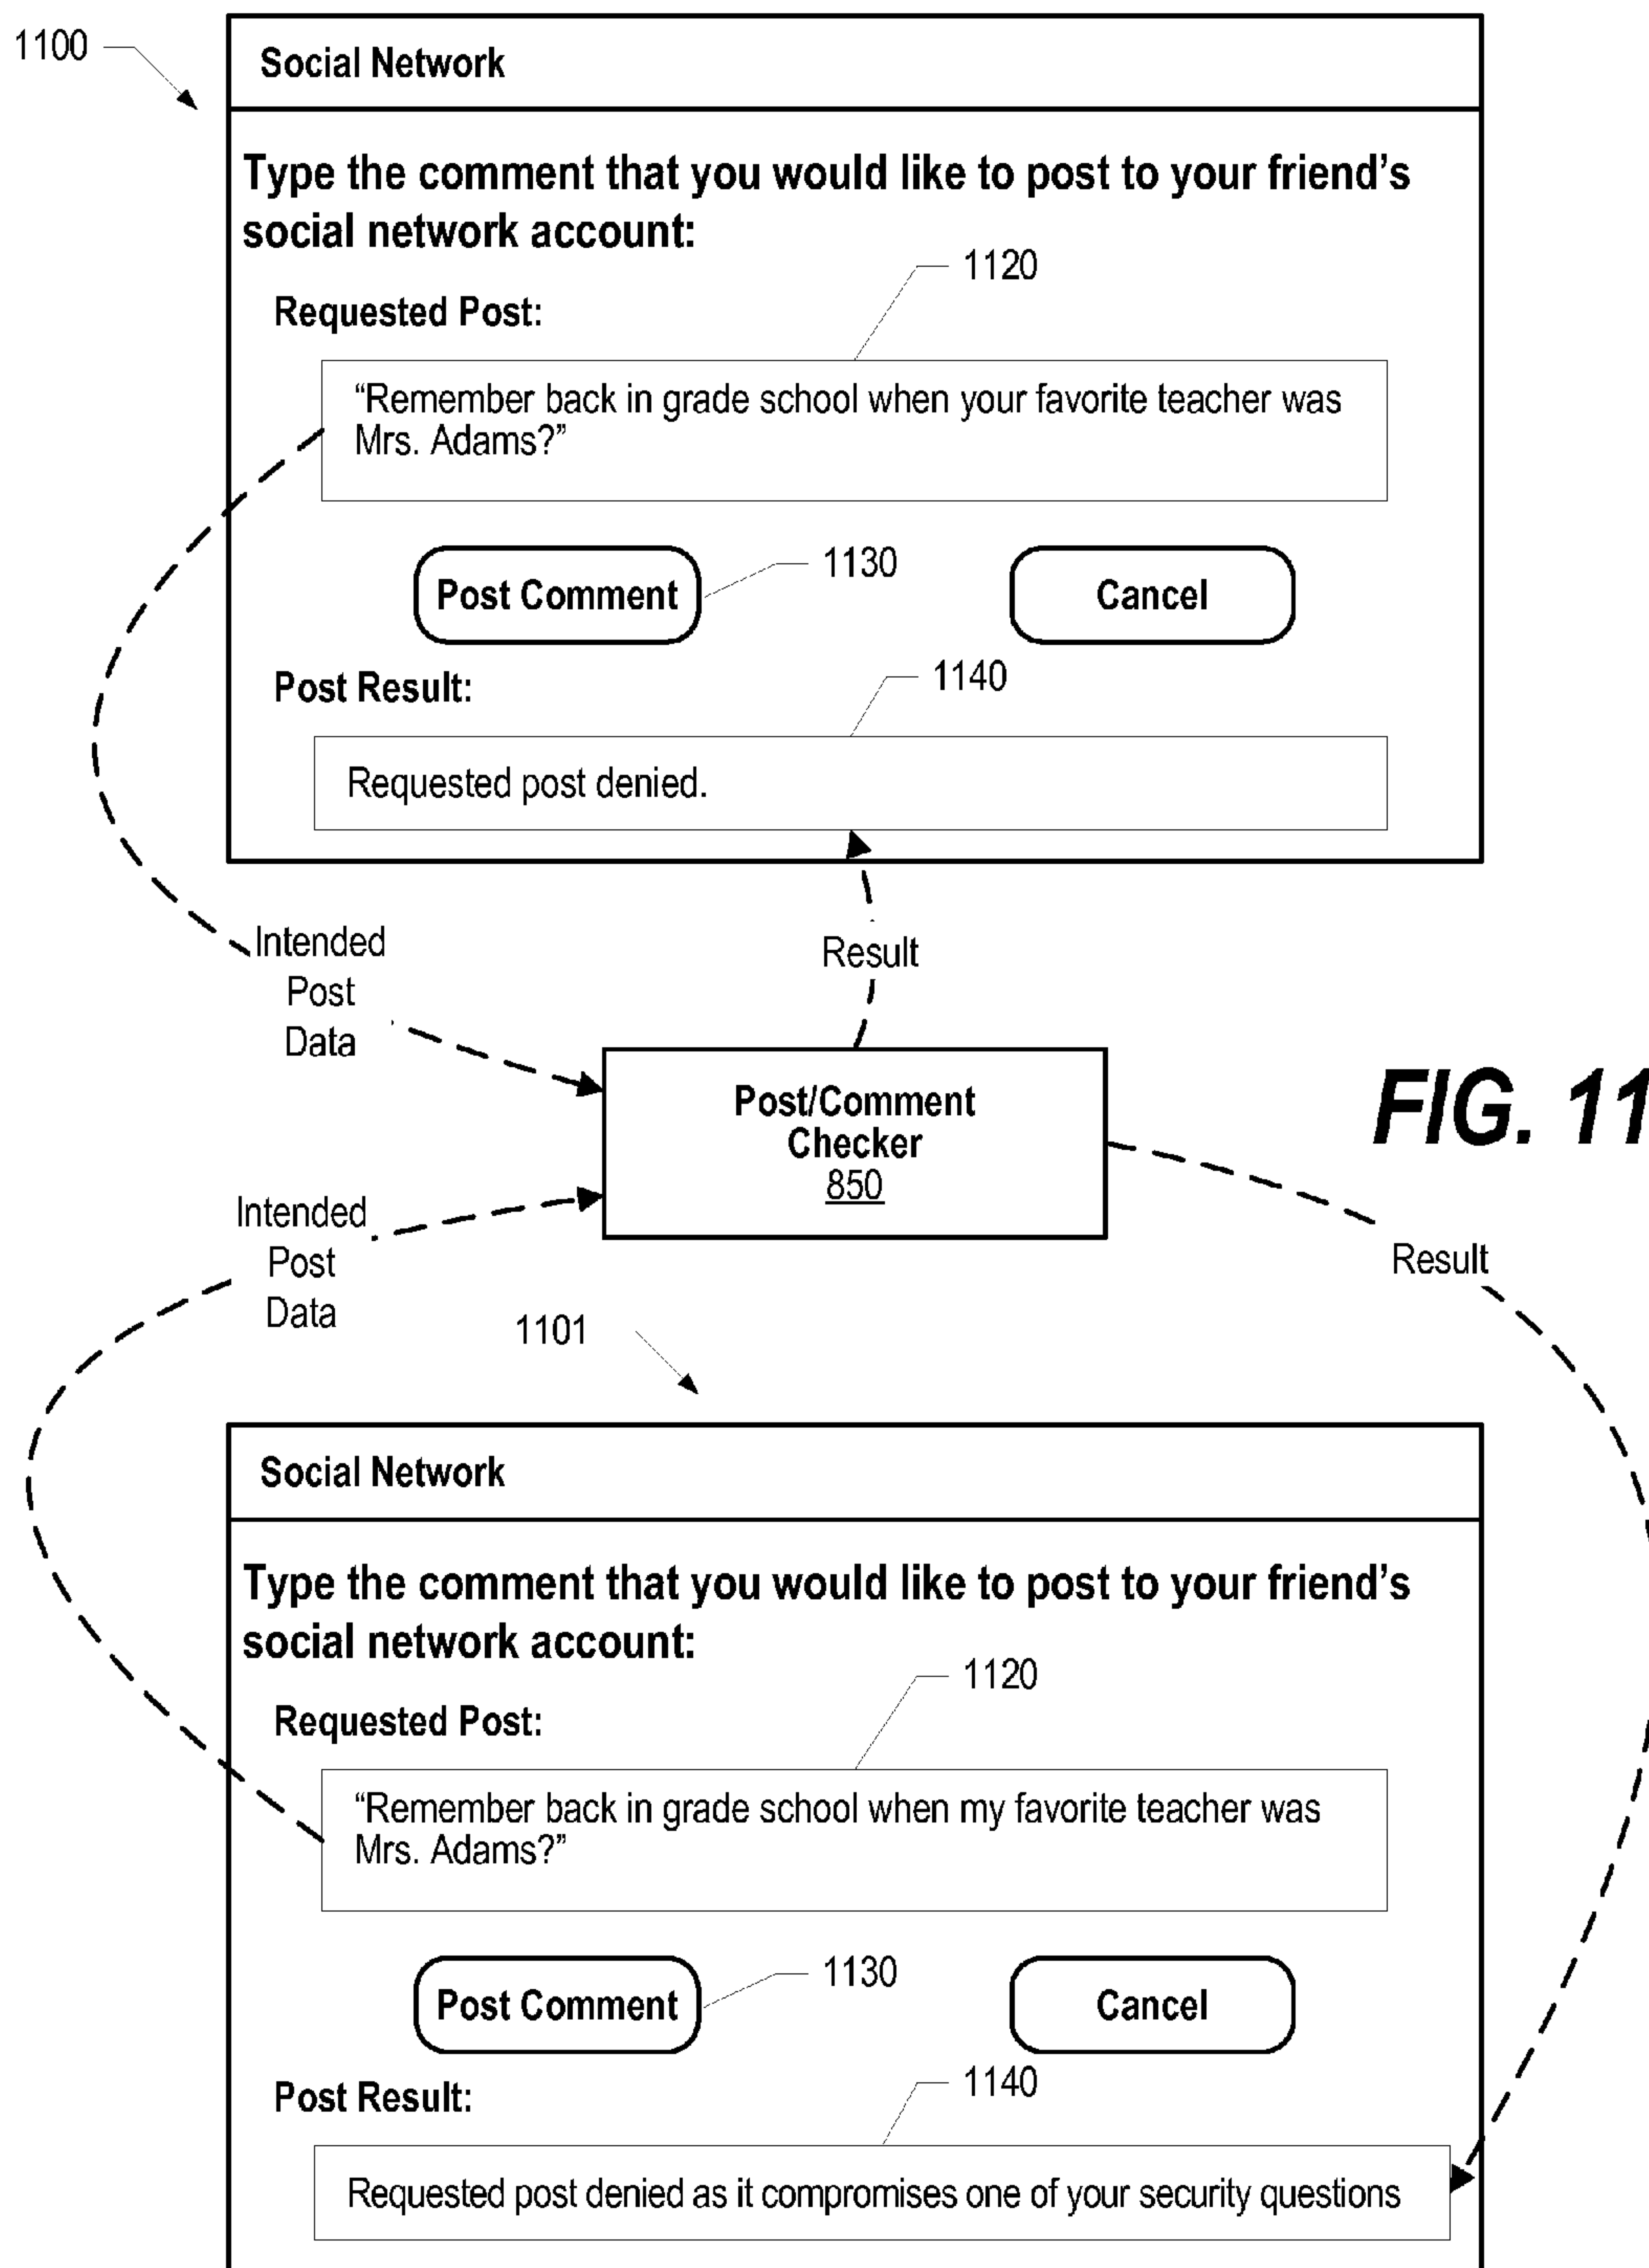 1100
Social Network
Type the comment that you would like to post to your friend’s
social network account:
1120
Requested Post:
“Remember back in grade school when your favorite teacher was
Mrs. Adams?”
1130
Post Comment
Cancel
1140
Post Result:
Requested post denied.
Intended
Post
Data
Result
Post/Comment
Checker
850
FIG. 11
Intended
Post
Data
Result
1101
Social Network
Type the comment that you would like to post to your friend’s
social network account:
1120
Requested Post:
“Remember back in grade school when my favorite teacher was
Mrs. Adams?”
1130
Post Comment
Cancel
1140
Post Result:
Requested post denied as it compromises one of your security questions